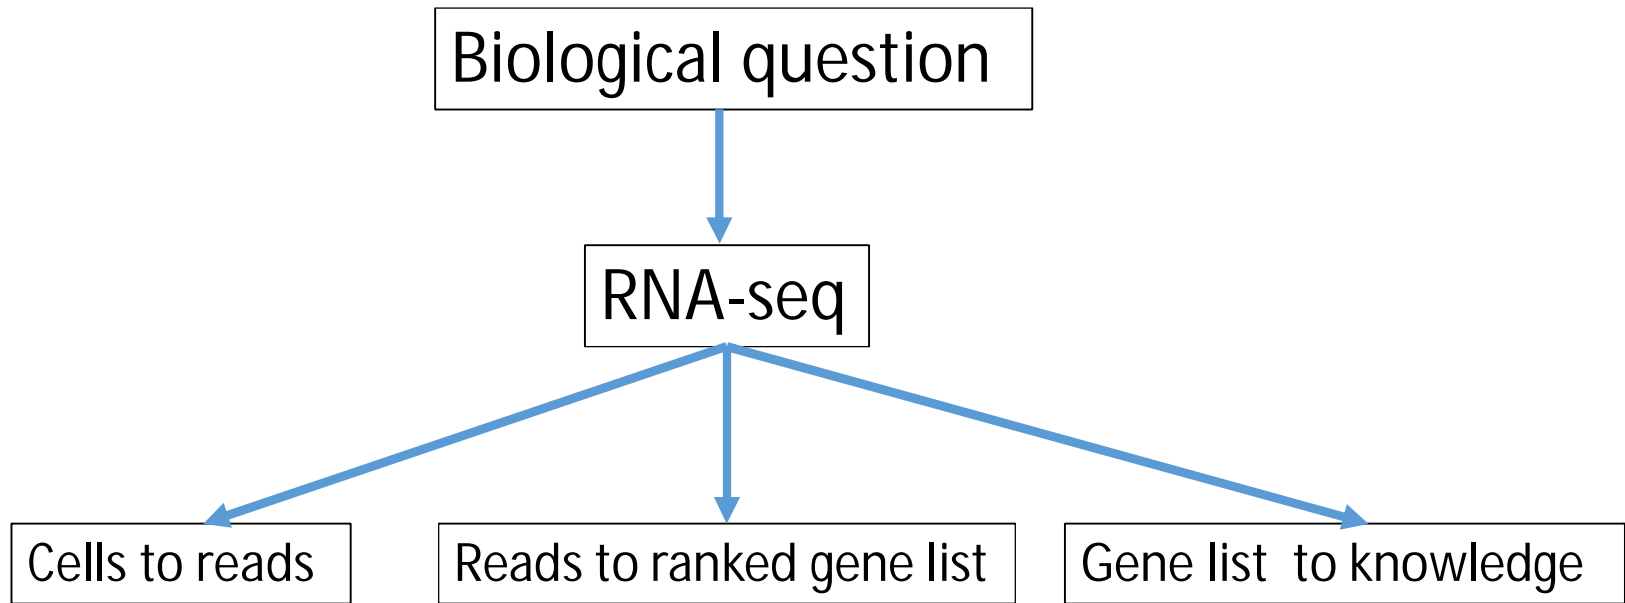 Biological question
RNA-seq
Cells to reads
Reads to ranked gene list
Gene list to knowledge